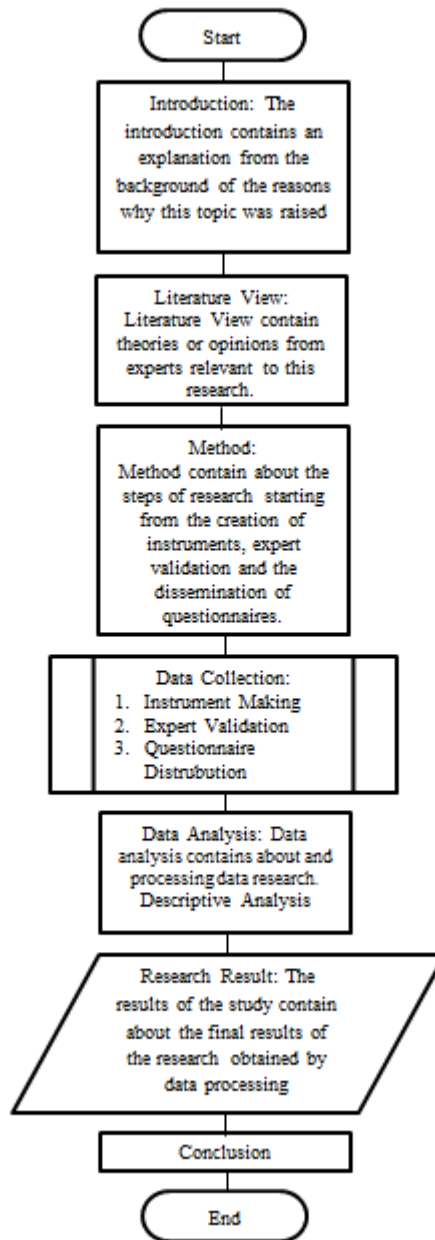 Start
Introduction: The
introduction contains an
explanation from the
background of the reasons
why this topic was raised
Literature View:
Literature View contain
theories or opinions from
experts relevant to this
research.
Method:
Method contain about the
steps of research starting
from the creation of
instruments, expert
validation and the
dissemination of
questionnaires.
Data Collection:
1. Instrument Making
2. Expert Validation
3. Questionnaire
Distrubution
Data Analysis: Data
analysis contains about and
processing data research.
Descriptive Analysis
Research Result: The
results of the study contain
about the final results of
the research obtained by
data processing
Conclusion
End